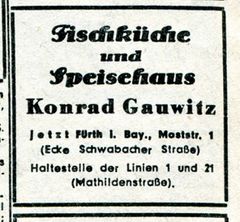 Fischküche
und
Speisehaus
Konrad Gauwitz
Jetzt Fürth i. Bay., Moststr. 1
(Ecke Schwabacher Straße)
Haltestelle der Linien 1 und 21
(Mathildenstraße).